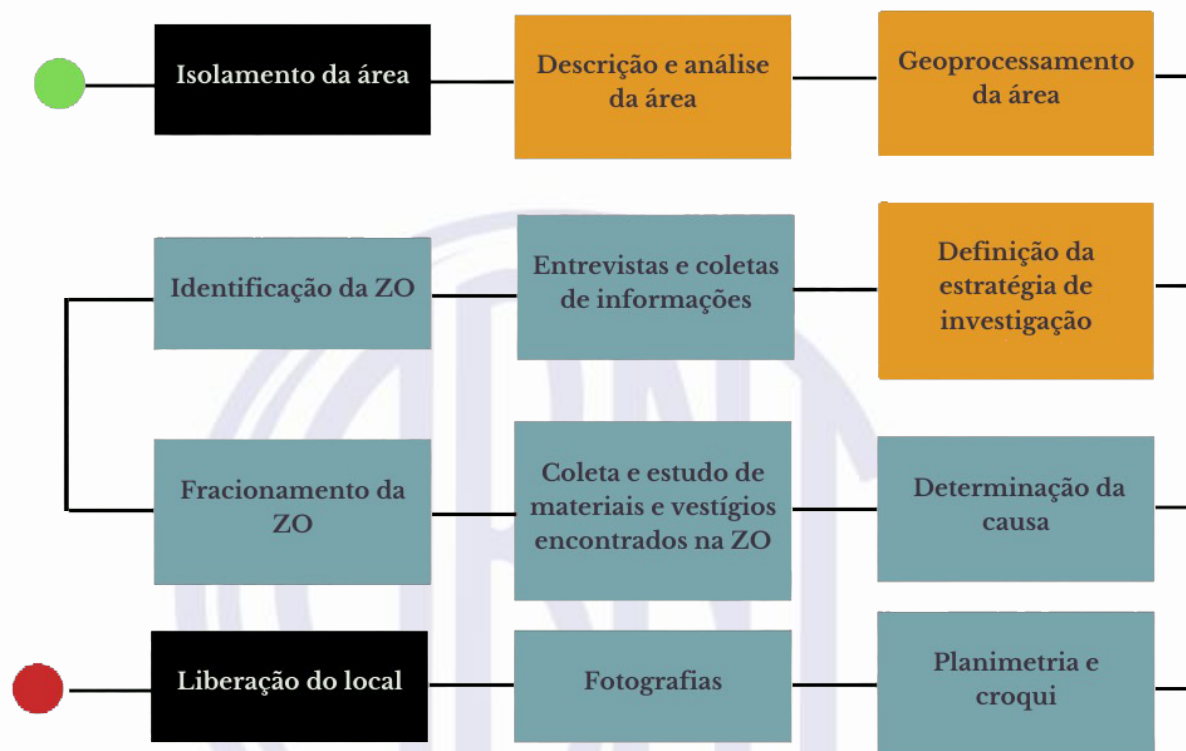 Isolamento da área
Descrição e análise
da área
Geoprocessamento
da área
Identificação da ZO
Entrevistas e coletas
de informações
Definição da
estratégia de
investigação
Fracionamento da
ZO
Coleta e estudo de
materiais e vestígios
encontrados na ZO
Determinação da
causa
Liberação do local
Fotografias
Planimetria e
croqui